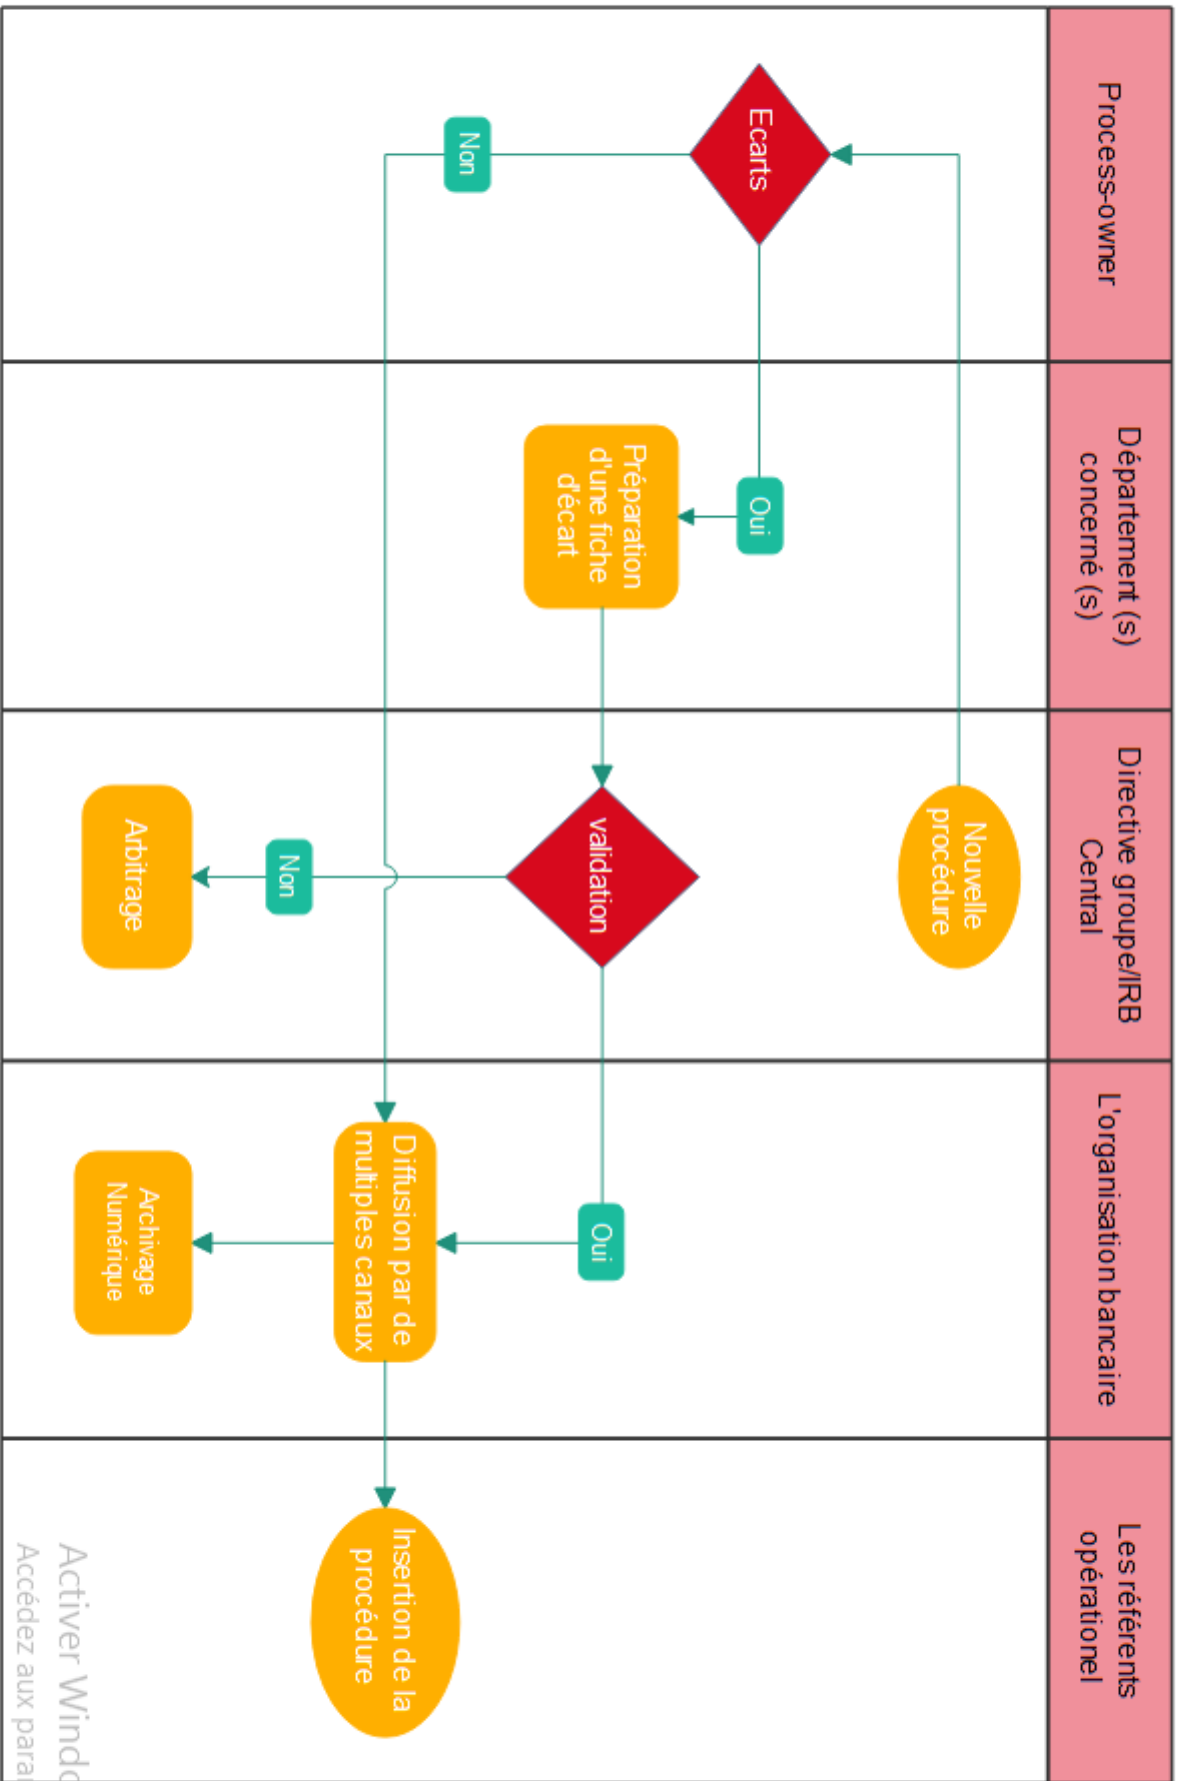 Process-owner
Département (s)
concerné (s)
Directive groupe/IRB
Central
L'organisation bancaire
Les référents
opérationel
Nouvelle
procédure
Ecarts
Oui
Non
Préparation
d'une fiche
d'écart
validation
Oui
Non
Diffusion par de
multiples canaux
Arbitrage
Archivage
Numérique
Insertion de la
procédure
Activer Windo
Accédez aux para